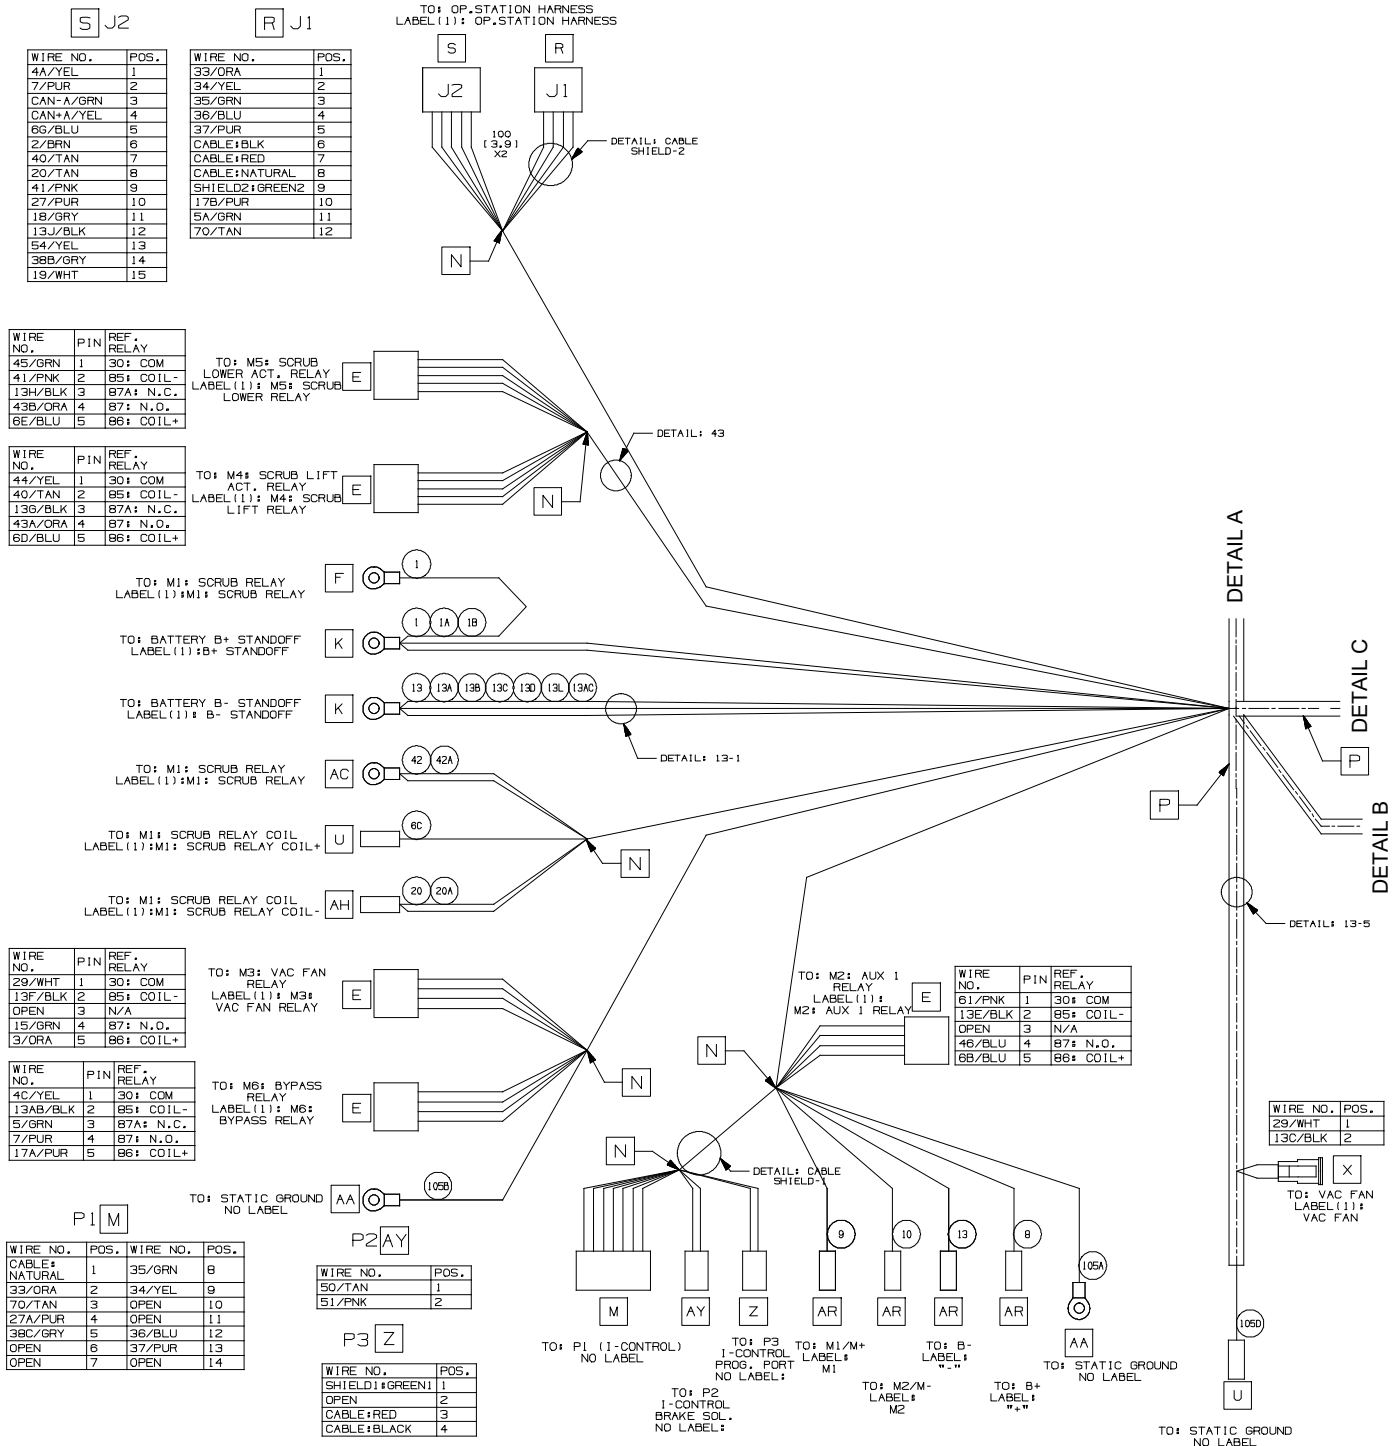 TO: OP.STATION HARNESS
LABEL(1): OP.STATION HARNESS
S J2
R J1
S
R
J2
J1
WIRE NO. POS.
4A/YEL 1
7/PUR 2
CAN-A/GRN 3
CAN+A/YEL 4
6G/BLU 5
2/BRN 6
40/TAN 7
20/TAN 8
41/PNK 9
27/PUR 10
18/GRY 11
13J/BLK 12
54/YEL 13
38B/GRY 14
19/WHT 15
WIRE NO. POS.
33/ORA 1
34/YEL 2
35/GRN 3
36/BLU 4
37/PUR 5
CABLE:BLK 6
CABLE:RED 7
CABLE:NATURAL 8
SHIELD2:GREEN2 9
17B/PUR 10
5A/GRN 11
70/TAN 12
100
[3.9]
X2
DETAIL: CABLE
SHIELD-2
N
WIRE
NO. PIN REF.
RELAY
45/GRN 1 30: COM
41/PNK 2 85: COIL-
13H/BLK 3 87A: N.C.
43B/ORA 4 87: N.O.
6E/BLU 5 86: COIL+
TO: M5: SCRUB
LOWER ACT. RELAY
LABEL(1): M5: SCRUB
LOWER RELAY
E
WIRE
NO. PIN REF.
RELAY
44/YEL 1 30: COM
40/TAN 2 85: COIL-
13G/BLK 3 87A: N.C.
43A/ORA 4 87: N.O.
6D/BLU 5 86: COIL+
TO: M4: SCRUB LIFT
ACT. RELAY
LABEL(1): M4: SCRUB
LIFT RELAY
E
N
DETAIL: 43
TO: M1: SCRUB RELAY
LABEL(1):M1: SCRUB RELAY
F
1
TO: BATTERY B+ STANDOFF
LABEL(1):B+ STANDOFF
K
1 1A 1B
TO: BATTERY B- STANDOFF
LABEL(1): B- STANDOFF
K
13 13A 13B 13C 13D 13L 13AC
DETAIL: 13-1
TO: M1: SCRUB RELAY
LABEL(1):M1: SCRUB RELAY
AC
42 42A
TO: M1: SCRUB RELAY COIL
LABEL(1):M1: SCRUB RELAY COIL+
U
6C
N
TO: M1: SCRUB RELAY COIL
LABEL(1):M1: SCRUB RELAY COIL-
AH
20 20A
DETAIL A
DETAIL C
DETAIL B
P
P
DETAIL: 13-5
WIRE
NO. PIN REF.
RELAY
29/WHT 1 30: COM
13F/BLK 2 85: COIL-
OPEN 3 N/A
15/GRN 4 87: N.O.
3/ORA 5 86: COIL+
TO: M3: VAC FAN
RELAY
LABEL(1): M3:
VAC FAN RELAY
E
WIRE
NO. PIN REF.
RELAY
4C/YEL 1 30: COM
13AB/BLK 2 85: COIL-
5/GRN 3 87A: N.C.
7/PUR 4 87: N.O.
17A/PUR 5 86: COIL+
TO: M6: BYPASS
RELAY
LABEL(1): M6:
BYPASS RELAY
E
N
TO: STATIC GROUND
NO LABEL
AA
105B
TO: M2: AUX 1
RELAY
LABEL(1):
M2: AUX 1 RELAY
E
WIRE
NO. PIN REF.
RELAY
61/PNK 1 30: COM
13E/BLK 2 85: COIL-
OPEN 3 N/A
46/BLU 4 87: N.O.
6B/BLU 5 86: COIL+
N
N
DETAIL: CABLE
SHIELD-1
WIRE NO. POS.
29/WHT 1
13C/BLK 2
X
TO: VAC FAN
LABEL(1):
VAC FAN
P1 M
WIRE NO. POS. WIRE NO. POS.
CABLE:
NATURAL 1 35/GRN 8
33/ORA 2 34/YEL 9
70/TAN 3 OPEN 10
27A/PUR 4 OPEN 11
38C/GRY 5 36/BLU 12
OPEN 6 37/PUR 13
OPEN 7 OPEN 14
P2 AY
WIRE NO. POS.
50/TAN 1
51/PNK 2
P3 Z
WIRE NO. POS.
SHIELD1:GREEN1 1
OPEN 2
CABLE:RED 3
CABLE:BLACK 4
9 10 13 8 105A 105D
M AY Z AR AR AR AR AA U
TO: P1 (I-CONTROL)
NO LABEL
TO: P2
I-CONTROL
BRAKE SOL.
NO LABEL:
TO: P3
I-CONTROL
PROG. PORT
NO LABEL:
TO: M1/M+
LABEL:
M1
TO: M2/M-
LABEL:
M2
TO: B-
LABEL:
"-"
TO: B+
LABEL:
"+"
TO: STATIC GROUND
NO LABEL
TO: STATIC GROUND
NO LABEL